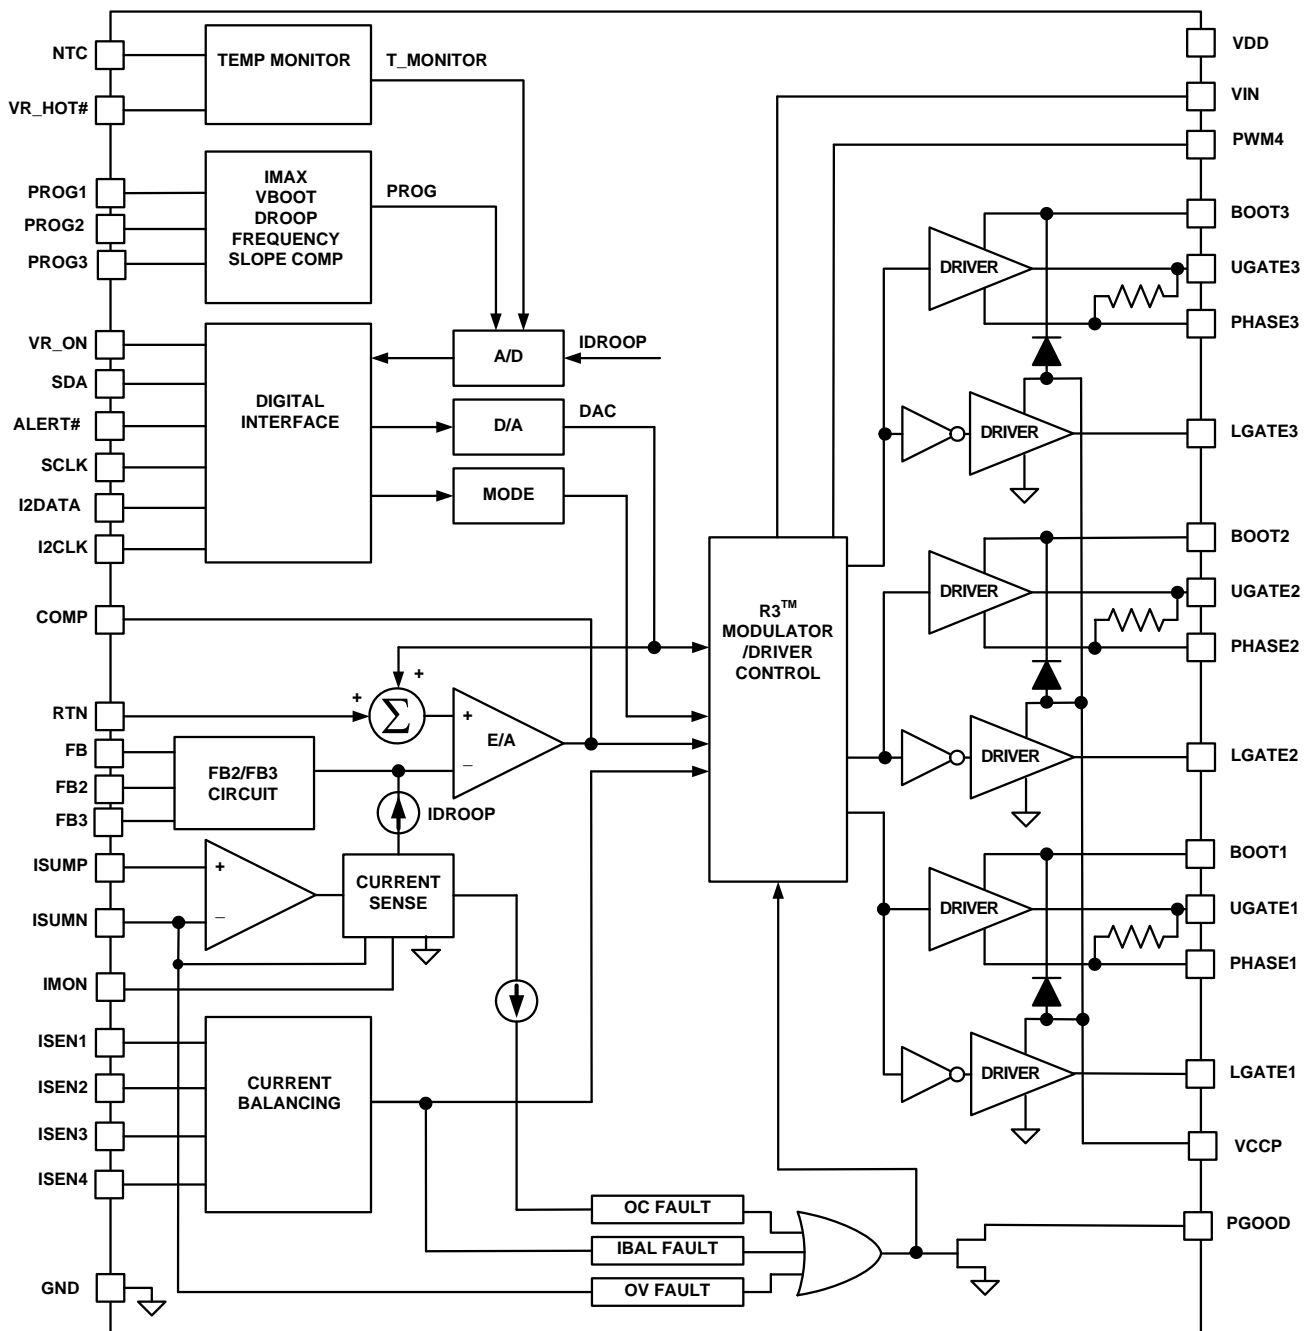 NTC
VR_HOT#
TEMP MONITOR
T_MONITOR
VDD
VIN
PWM4
PROG1
PROG2
PROG3
IMAX
VBOOT
DROOP
FREQUENCY
SLOPE COMP
PROG
BOOT3
UGATE3
PHASE3
DRIVER
VR_ON
SDA
ALERT#
SCLK
I2DATA
I2CLK
DIGITAL
INTERFACE
A/D
IDROOP
D/A
DAC
MODE
DRIVER
LGATE3
BOOT2
UGATE2
PHASE2
DRIVER
COMP
R3™
MODULATOR
/DRIVER
CONTROL
RTN
+
+
Σ
+
E/A
–
DRIVER
LGATE2
FB
FB2
FB3
FB2/FB3
CIRCUIT
IDROOP
ISUMP
ISUMN
+
–
CURRENT
SENSE
IMON
BOOT1
UGATE1
PHASE1
DRIVER
ISEN1
ISEN2
ISEN3
ISEN4
CURRENT
BALANCING
DRIVER
LGATE1
VCCP
OC FAULT
IBAL FAULT
OV FAULT
PGOOD
GND